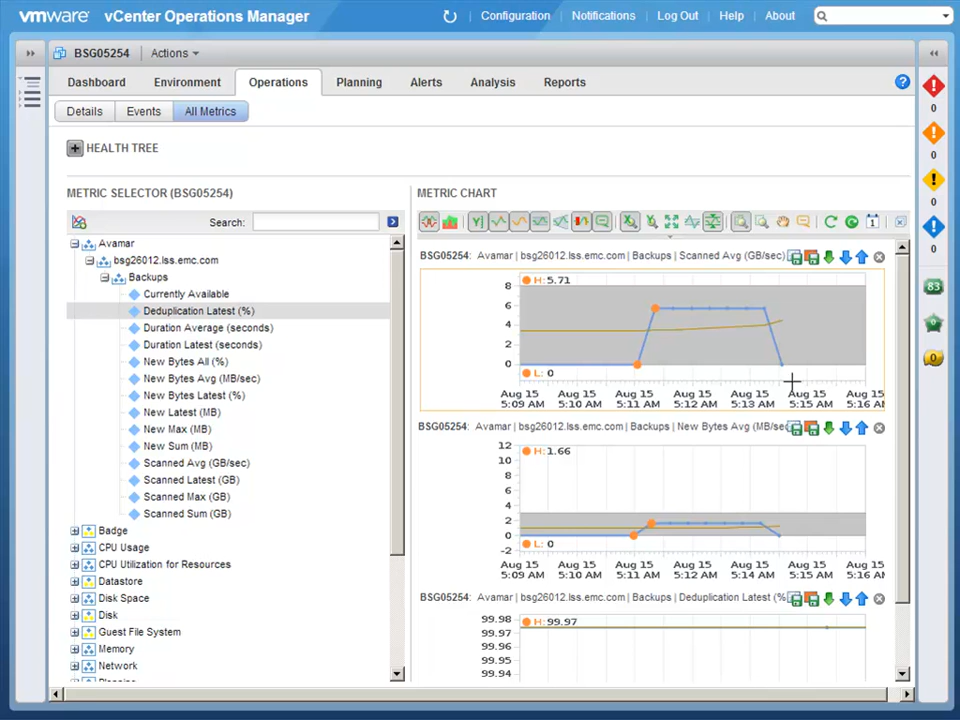 vmware vCenter Operations Manager Configuration Notifications Log Out Help About
BSG05254 Actions
Dashboard Environment Operations Planning Alerts Analysis Reports
Details Events All Metrics
HEALTH TREE
METRIC SELECTOR (BSG05254)
Search:
Avamar
bsg26012.lss.emc.com
Backups
Currently Available
Deduplication Latest (%)
Duration Average (seconds)
Duration Latest (seconds)
New Bytes All (%)
New Bytes Avg (MB/sec)
New Bytes Latest (%)
New Latest (MB)
New Max (MB)
New Sum (MB)
Scanned Avg (GB/sec)
Scanned Latest (GB)
Scanned Max (GB)
Scanned Sum (GB)
Badge
CPU Usage
CPU Utilization for Resources
Datastore
Disk Space
Disk
Guest File System
Memory
Network
METRIC CHART
BSG05254: Avamar | bsg26012.lss.emc.com | Backups | Scanned Avg (GB/sec)
H: 5.71
8
6
4
2
0
L: 0
Aug 15 Aug 15 Aug 15 Aug 15 Aug 15 Aug 15 Aug 15
5:09 AM 5:10 AM 5:11 AM 5:12 AM 5:13 AM 5:15 AM 5:16 AM
BSG05254: Avamar | bsg26012.lss.emc.com | Backups | New Bytes Avg (MB/sec
12
H: 1.66
10
8
6
4
2
0
-2
L: 0
Aug 15 Aug 15 Aug 15 Aug 15 Aug 15 Aug 15 Aug 15
5:09 AM 5:10 AM 5:11 AM 5:12 AM 5:14 AM 5:15 AM 5:16 AM
BSG05254: Avamar | bsg26012.lss.emc.com | Backups | Deduplication Latest (%
99.98
H: 99.97
99.97
99.96
99.95
99.94
0
0
0
0
83
0